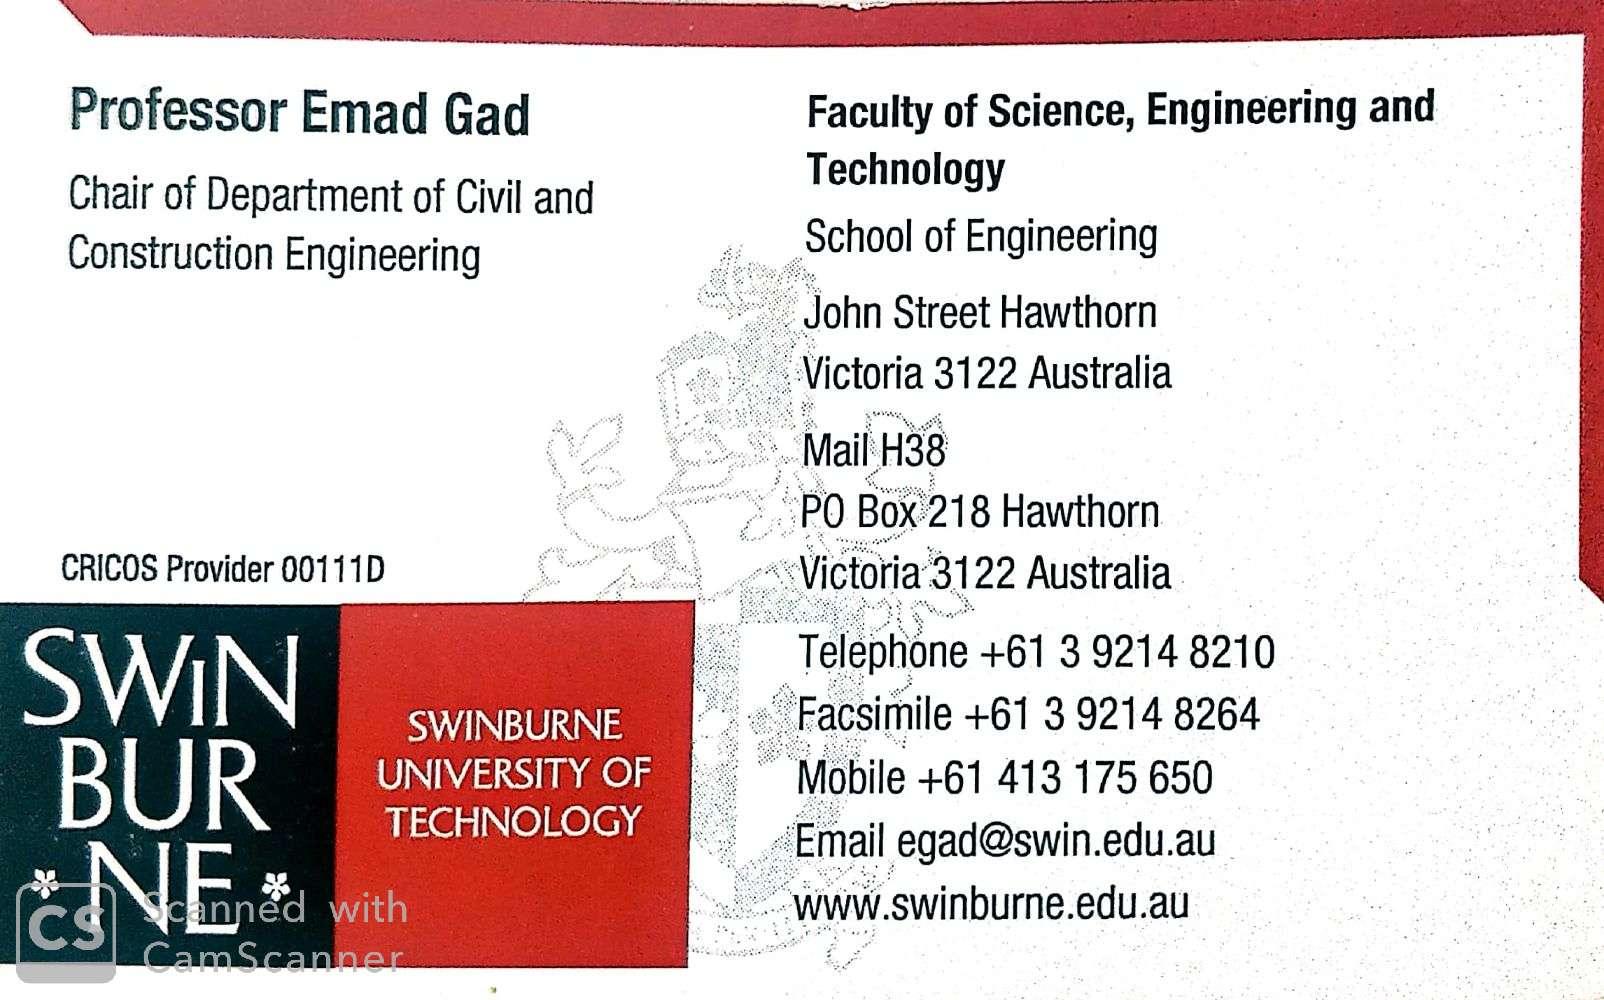 Professor Emad Gad
Chair of Department of Civil and
Construction Engineering
CRICOS Provider 00111D
SWiN
BUR
NE
SWINBURNE
UNIVERSITY OF
TECHNOLOGY
Faculty of Science, Engineering and
Technology
School of Engineering
John Street Hawthorn
Victoria 3122 Australia
Mail H38
PO Box 218 Hawthorn
Victoria 3122 Australia
Telephone +61 3 9214 8210
Facsimile +61 3 9214 8264
Mobile +61 413 175 650
Email egad@swin.edu.au
www.swinburne.edu.au
CS
Scanned with
CamScanner